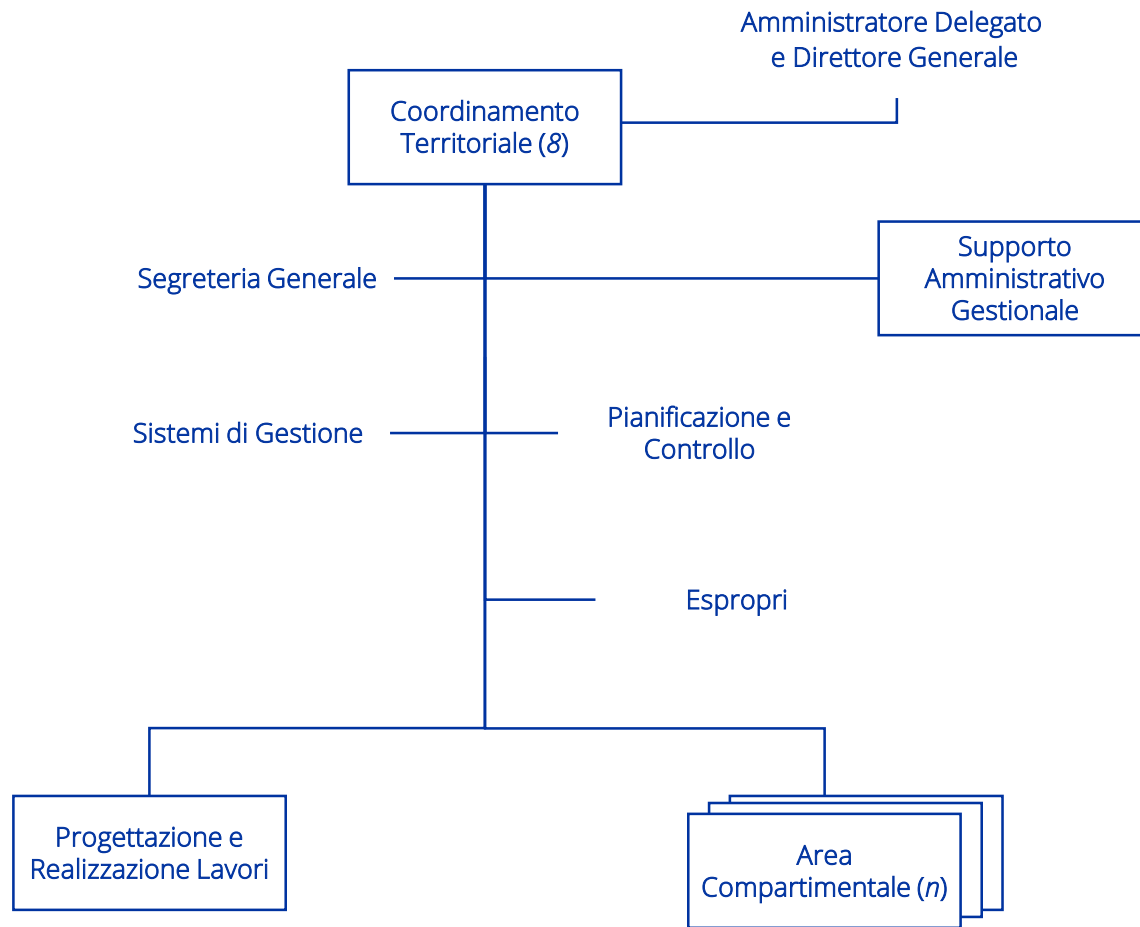 Amministratore Delegato
e Direttore Generale
Coordinamento
Territoriale (8)
Segreteria Generale
Supporto
Amministrativo
Gestionale
Sistemi di Gestione
Pianificazione e
Controllo
Espropri
Progettazione e
Realizzazione Lavori
Area
Compartimentale (n)